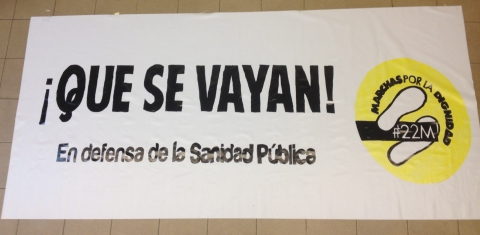 ¡QUE SE VAYAN!
En defensa de la Sanidad Pública
MARCHAS POR LA DIGNIDAD
#22M